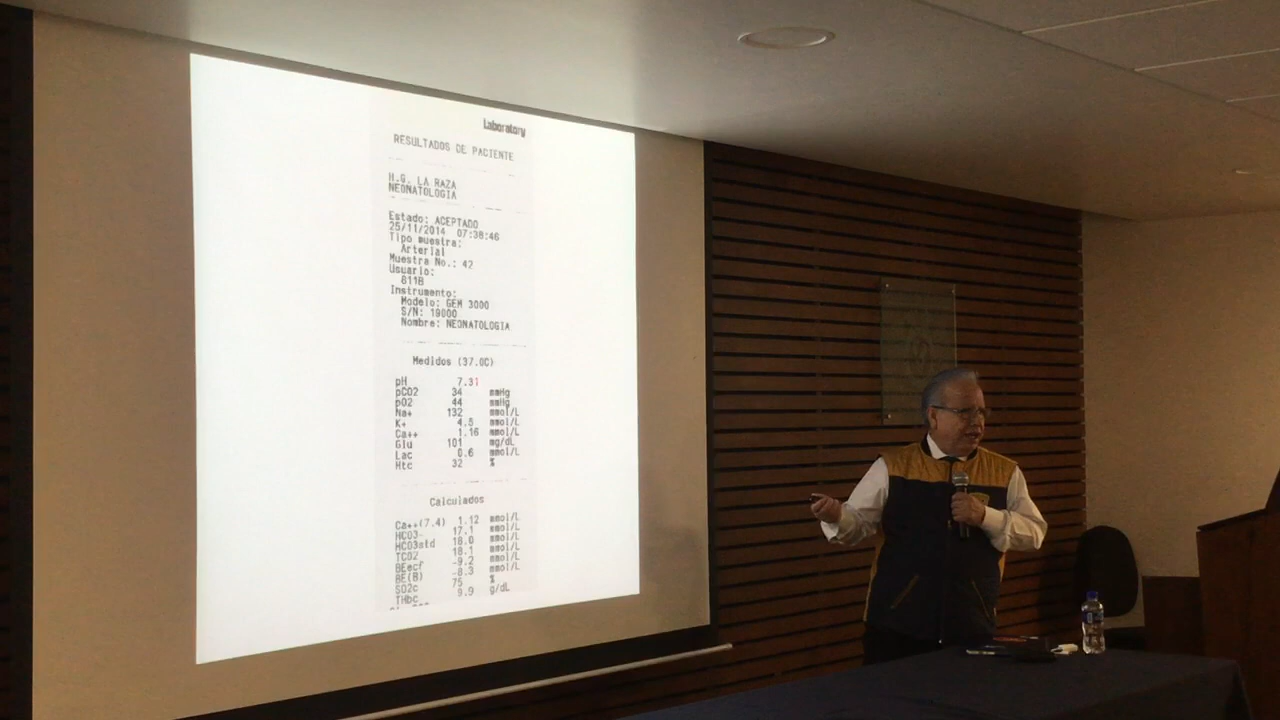 Laboratory
RESULTADOS DE PACIENTE
H.G. LA RAZA
NEONATOLOGIA
Estado: ACEPTADO
25/11/2014 07:38:46
Tipo muestra:
Arterial
Muestra No.: 42
Usuario:
811B
Instrumento:
Modelo: GEM 3000
S/N: 19000
Nombre: NEONATOLOGIA
Medidos (37.0C)
pH 7.31
pCO2 34 mmHg
pO2 44 mmHg
Na+ 132 mmol/L
K+ 4.5 mmol/L
Ca++ 1.16 mmol/L
Glu 101 mg/dL
Lac 0.6 mmol/L
Htc 32 %
Calculados
Ca++(7.4) 1.12 mmol/L
HCO3- 17.1 mmol/L
HCO3std 18.0 mmol/L
TCO2 18.1 mmol/L
BEecf -9.2 mmol/L
BE(B) -8.3 mmol/L
SO2c 75 %
THbc 9.9 g/dL